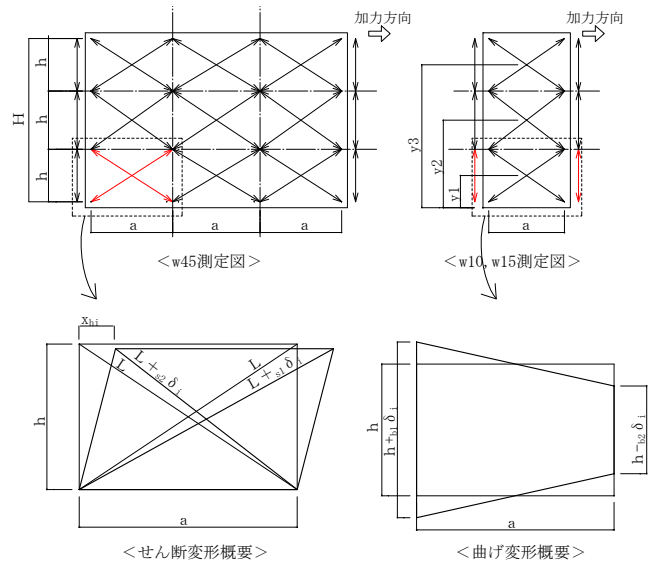 加力方向
加力方向
h
h
h
H
y3
y2
y1
a
a
a
a
＜w45測定図＞
＜w10, w15測定図＞
xhi
L
L＋s2δi
L
L＋s1δi
h
a
h
h+b1δi
h-b2δi
a
＜せん断変形概要＞
＜曲げ変形概要＞